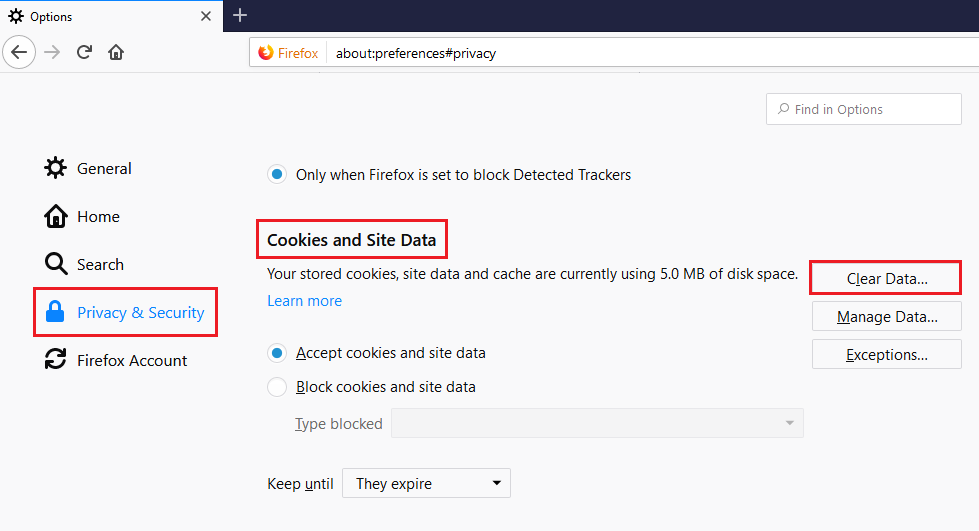 Options
Firefox about:preferences#privacy
Find in Options
General
Home
Search
Privacy & Security
Firefox Account
Only when Firefox is set to block Detected Trackers
Cookies and Site Data
Your stored cookies, site data and cache are currently using 5.0 MB of disk space.
Learn more
Clear Data...
Manage Data...
Exceptions...
Accept cookies and site data
Block cookies and site data
Type blocked
Keep until They expire